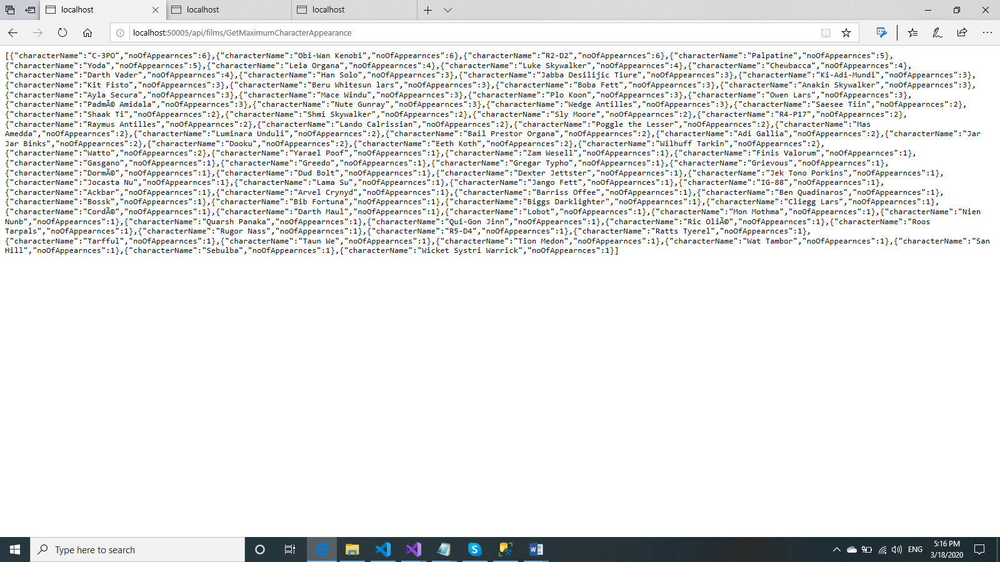 localhost
localhost
localhost
localhost:50005/api/films/GetMaximumCharacterAppearance
[{"characterName":"C-3PO","noOfAppearnces":6},{"characterName":"Obi-Wan Kenobi","noOfAppearnces":6},{"characterName":"R2-D2","noOfAppearnces":6},{"characterName":"Palpatine","noOfAppearnces":5},
{"characterName":"Yoda","noOfAppearnces":5},{"characterName":"Leia Organa","noOfAppearnces":4},{"characterName":"Luke Skywalker","noOfAppearnces":4},{"characterName":"Chewbacca","noOfAppearnces":4},
{"characterName":"Darth Vader","noOfAppearnces":4},{"characterName":"Han Solo","noOfAppearnces":3},{"characterName":"Jabba Desilijic Tiure","noOfAppearnces":3},{"characterName":"Ki-Adi-Mundi","noOfAppearnces":3},
{"characterName":"Kit Fisto","noOfAppearnces":3},{"characterName":"Beru Whitesun lars","noOfAppearnces":3},{"characterName":"Boba Fett","noOfAppearnces":3},{"characterName":"Anakin Skywalker","noOfAppearnces":3},
{"characterName":"Ayla Secura","noOfAppearnces":3},{"characterName":"Mace Windu","noOfAppearnces":3},{"characterName":"Plo Koon","noOfAppearnces":3},{"characterName":"Owen Lars","noOfAppearnces":3},
{"characterName":"PadmÃ© Amidala","noOfAppearnces":3},{"characterName":"Nute Gunray","noOfAppearnces":3},{"characterName":"Wedge Antilles","noOfAppearnces":3},{"characterName":"Saesee Tiin","noOfAppearnces":2},
{"characterName":"Shaak Ti","noOfAppearnces":2},{"characterName":"Shmi Skywalker","noOfAppearnces":2},{"characterName":"Sly Moore","noOfAppearnces":2},{"characterName":"R4-P17","noOfAppearnces":2},
{"characterName":"Raymus Antilles","noOfAppearnces":2},{"characterName":"Lando Calrissian","noOfAppearnces":2},{"characterName":"Poggle the Lesser","noOfAppearnces":2},{"characterName":"Mas
Amedda","noOfAppearnces":2},{"characterName":"Luminara Unduli","noOfAppearnces":2},{"characterName":"Bail Prestor Organa","noOfAppearnces":2},{"characterName":"Adi Gallia","noOfAppearnces":2},{"characterName":"Jar
Jar Binks","noOfAppearnces":2},{"characterName":"Dooku","noOfAppearnces":2},{"characterName":"Eeth Koth","noOfAppearnces":2},{"characterName":"Wilhuff Tarkin","noOfAppearnces":2},
{"characterName":"Watto","noOfAppearnces":2},{"characterName":"Yarael Poof","noOfAppearnces":1},{"characterName":"Zam Wesell","noOfAppearnces":1},{"characterName":"Finis Valorum","noOfAppearnces":1},
{"characterName":"Gasgano","noOfAppearnces":1},{"characterName":"Greedo","noOfAppearnces":1},{"characterName":"Gregar Typho","noOfAppearnces":1},{"characterName":"Grievous","noOfAppearnces":1},
{"characterName":"DormÃ©","noOfAppearnces":1},{"characterName":"Dud Bolt","noOfAppearnces":1},{"characterName":"Dexter Jettster","noOfAppearnces":1},{"characterName":"Jek Tono Porkins","noOfAppearnces":1},
{"characterName":"Jocasta Nu","noOfAppearnces":1},{"characterName":"Lama Su","noOfAppearnces":1},{"characterName":"Jango Fett","noOfAppearnces":1},{"characterName":"IG-88","noOfAppearnces":1},
{"characterName":"Ackbar","noOfAppearnces":1},{"characterName":"Arvel Crynyd","noOfAppearnces":1},{"characterName":"Barriss Offee","noOfAppearnces":1},{"characterName":"Ben Quadinaros","noOfAppearnces":1},
{"characterName":"Bossk","noOfAppearnces":1},{"characterName":"Bib Fortuna","noOfAppearnces":1},{"characterName":"Biggs Darklighter","noOfAppearnces":1},{"characterName":"Cliegg Lars","noOfAppearnces":1},
{"characterName":"CordÃ©","noOfAppearnces":1},{"characterName":"Darth Maul","noOfAppearnces":1},{"characterName":"Lobot","noOfAppearnces":1},{"characterName":"Mon Mothma","noOfAppearnces":1},{"characterName":"Nien
Nunb","noOfAppearnces":1},{"characterName":"Quarsh Panaka","noOfAppearnces":1},{"characterName":"Qui-Gon Jinn","noOfAppearnces":1},{"characterName":"Ric OliÃ©","noOfAppearnces":1},{"characterName":"Roos
Tarpals","noOfAppearnces":1},{"characterName":"Rugor Nass","noOfAppearnces":1},{"characterName":"R5-D4","noOfAppearnces":1},{"characterName":"Ratts Tyerel","noOfAppearnces":1},
{"characterName":"Tarfful","noOfAppearnces":1},{"characterName":"Taun We","noOfAppearnces":1},{"characterName":"Tion Medon","noOfAppearnces":1},{"characterName":"Wat Tambor","noOfAppearnces":1},{"characterName":"San
Hill","noOfAppearnces":1},{"characterName":"Sebulba","noOfAppearnces":1},{"characterName":"Wicket Systri Warrick","noOfAppearnces":1}]
Type here to search
ENG
5:16 PM
3/18/2020